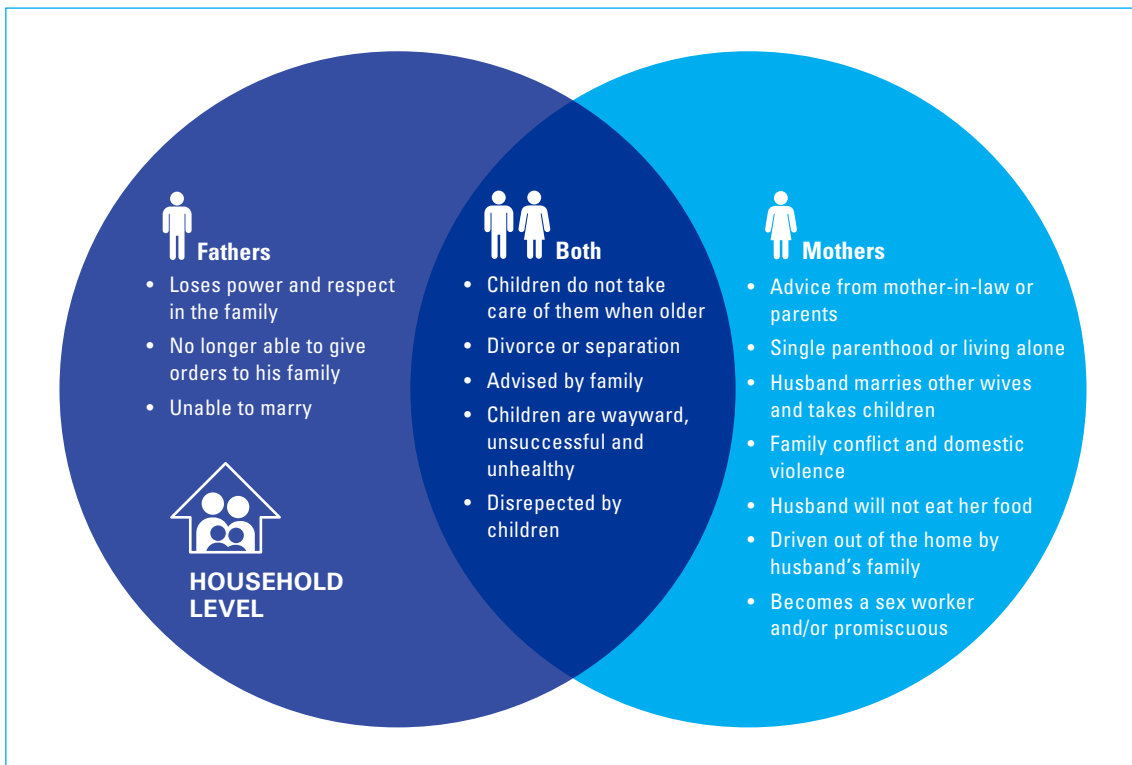 Fathers
• Loses power and respect
in the family
• No longer able to give
orders to his family
• Unable to marry
HOUSEHOLD
LEVEL
Both
• Children do not take
care of them when older
• Divorce or separation
• Advised by family
• Children are wayward,
unsuccessful and
unhealthy
• Disrepected by
children
Mothers
• Advice from mother-in-law or
parents
• Single parenthood or living alone
• Husband marries other wives
and takes children
• Family conflict and domestic
violence
• Husband will not eat her food
• Driven out of the home by
husband’s family
• Becomes a sex worker
and/or promiscuous